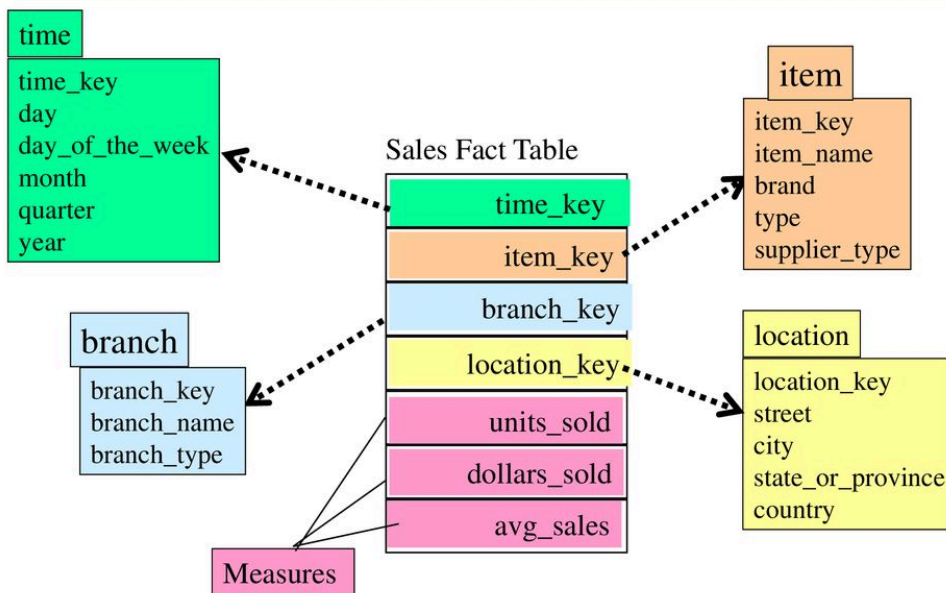 time
time_key
day
day_of_the_week
month
quarter
year
item
item_key
item_name
brand
type
supplier_type
Sales Fact Table
time_key
item_key
branch_key
location_key
units_sold
dollars_sold
avg_sales
branch
branch_key
branch_name
branch_type
location
location_key
street
city
state_or_province
country
Measures